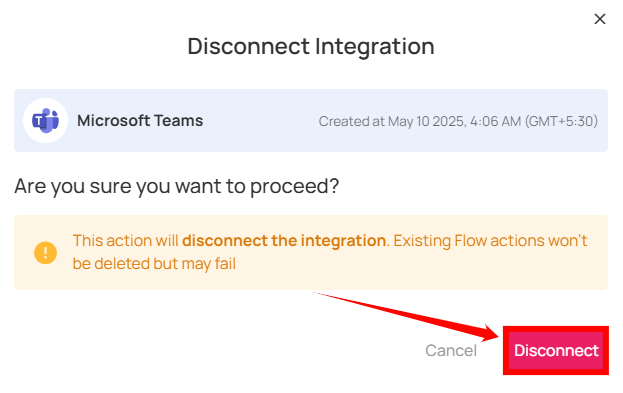 Disconnect Integration
Microsoft Teams
Created at May 10 2025, 4:06 AM (GMT+5:30)
Are you sure you want to proceed?
This action will disconnect the integration. Existing Flow actions won't
be deleted but may fail
Cancel
Disconnect